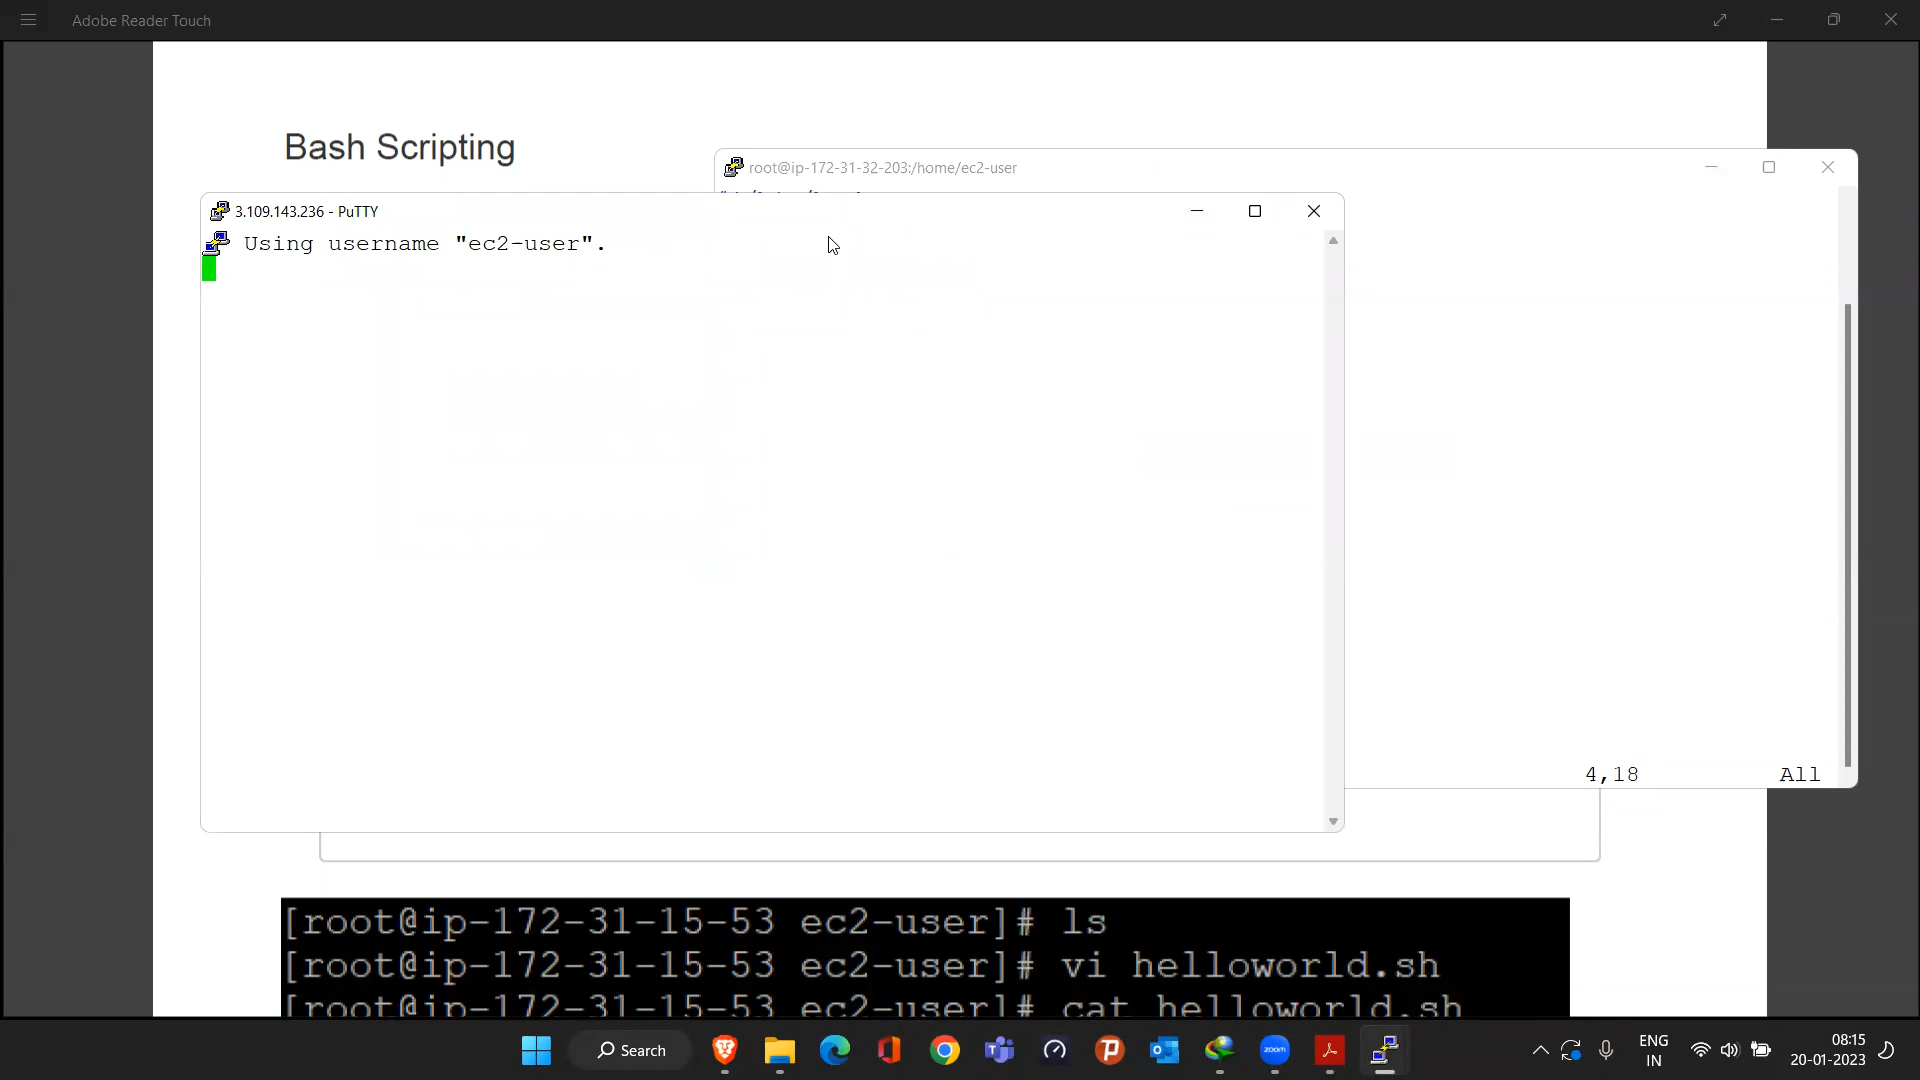 Adobe Reader Touch
Bash Scripting
root@ip-172-31-32-203:/home/ec2-user
3.109.143.236 - PuTTY
Using username "ec2-user".
4,18 All
[root@ip-172-31-15-53 ec2-user]# ls
[root@ip-172-31-15-53 ec2-user]# vi helloworld.sh
[root@ip-172-31-15-53 ec2-user]# cat helloworld.sh
Search
zoom
ENG
IN
08:15
20-01-2023